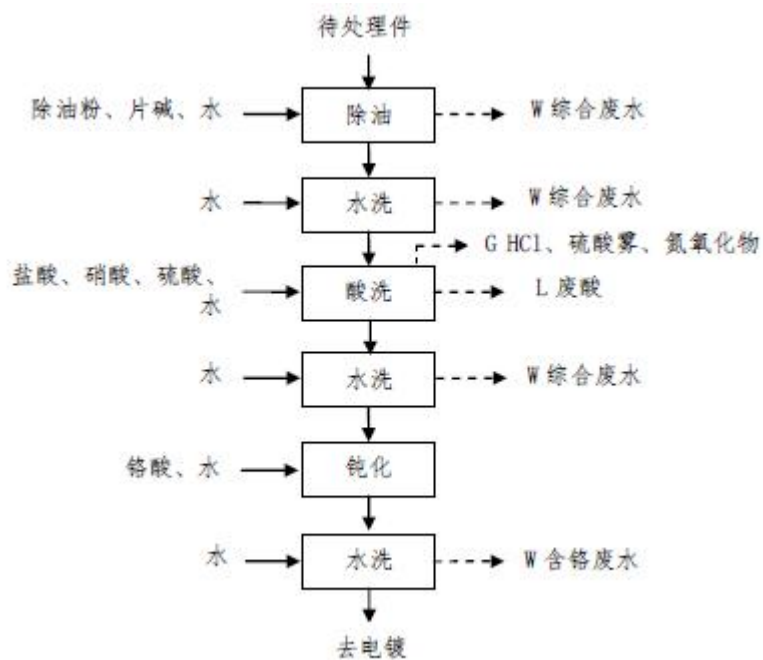 待处理件
除油粉、片碱、水
除油
W 综合废水
水
水洗
W 综合废水
G HCl、硫酸雾、氮氧化物
盐酸、硝酸、硫酸、
水
酸洗
L 废酸
水
水洗
W 综合废水
铬酸、水
钝化
水
水洗
W 含铬废水
去电镀